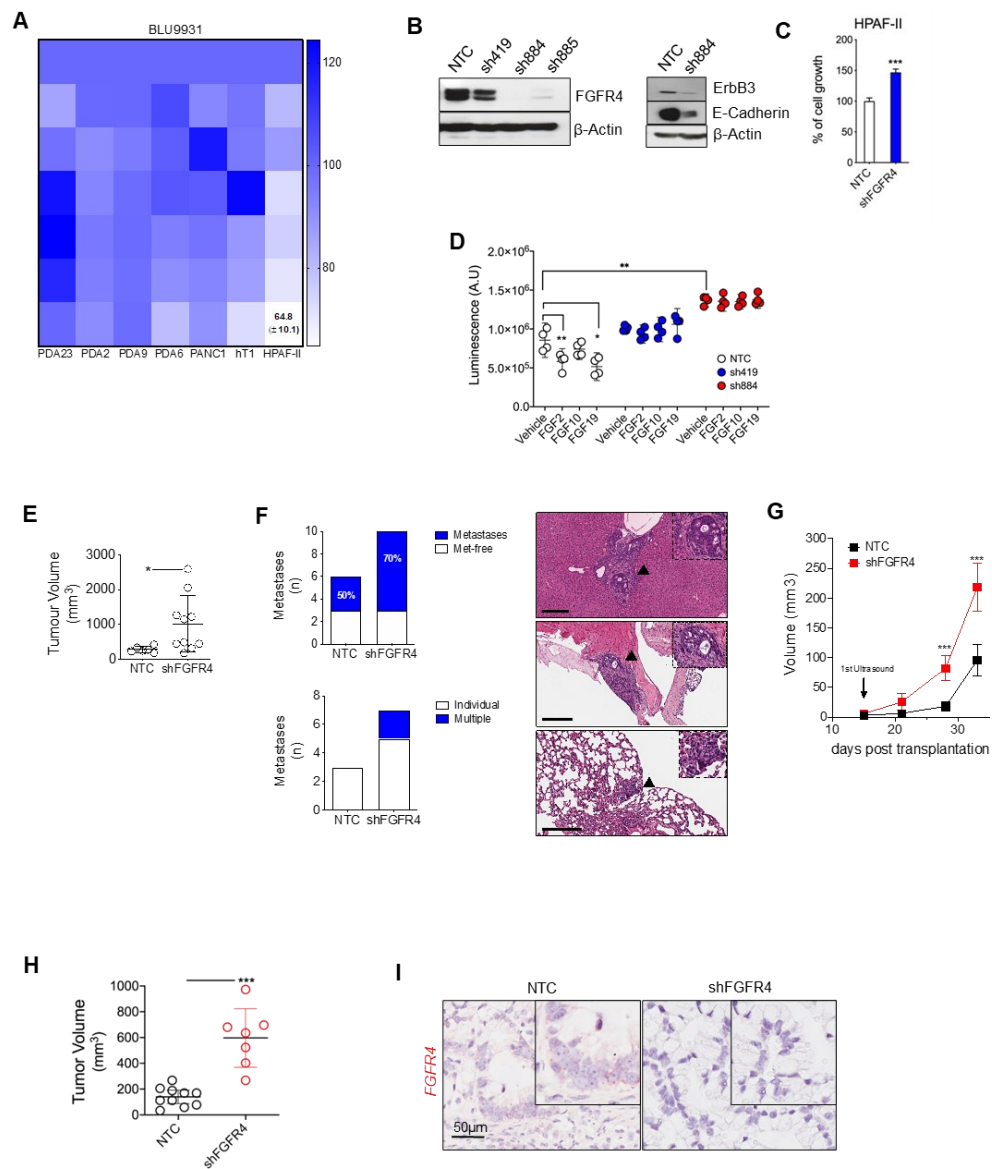 A
BLU9931
120
100
80
64.8
(± 10.1)
PDA23 PDA2 PDA9 PDA6 PANC1 hT1 HPAF-II
B
NTC sh419 sh884 sh885
FGFR4
β-Actin
NTC sh884
ErbB3
E-Cadherin
β-Actin
C
HPAF-II
% of cell growth
200
150
100
50
0
***
NTC shFGFR4
D
Luminescence (A.U)
2.0×10⁶
1.5×10⁶
1.0×10⁶
5.0×10⁵
0.0
**
**
*
NTC
sh419
sh884
Vehicle FGF2 FGF10 FGF19 Vehicle FGF2 FGF10 FGF19 Vehicle FGF2 FGF10 FGF19
E
Tumour Volume
(mm³)
3000
2000
1000
0
*
NTC shFGFR4
F
Metastases
(n)
10
8
6
4
2
0
50%
70%
Metastases
Met-free
NTC shFGFR4
Metastases
(n)
8
6
4
2
0
Individual
Multiple
NTC shFGFR4
G
Volume (mm3)
300
250
200
150
100
50
0
NTC
shFGFR4
1st Ultrasound
***
***
10 20 30
days post transplantation
H
Tumor Volume
(mm³)
1000
800
600
400
200
0
***
NTC shFGFR4
I
NTC shFGFR4
FGFR4
50µm